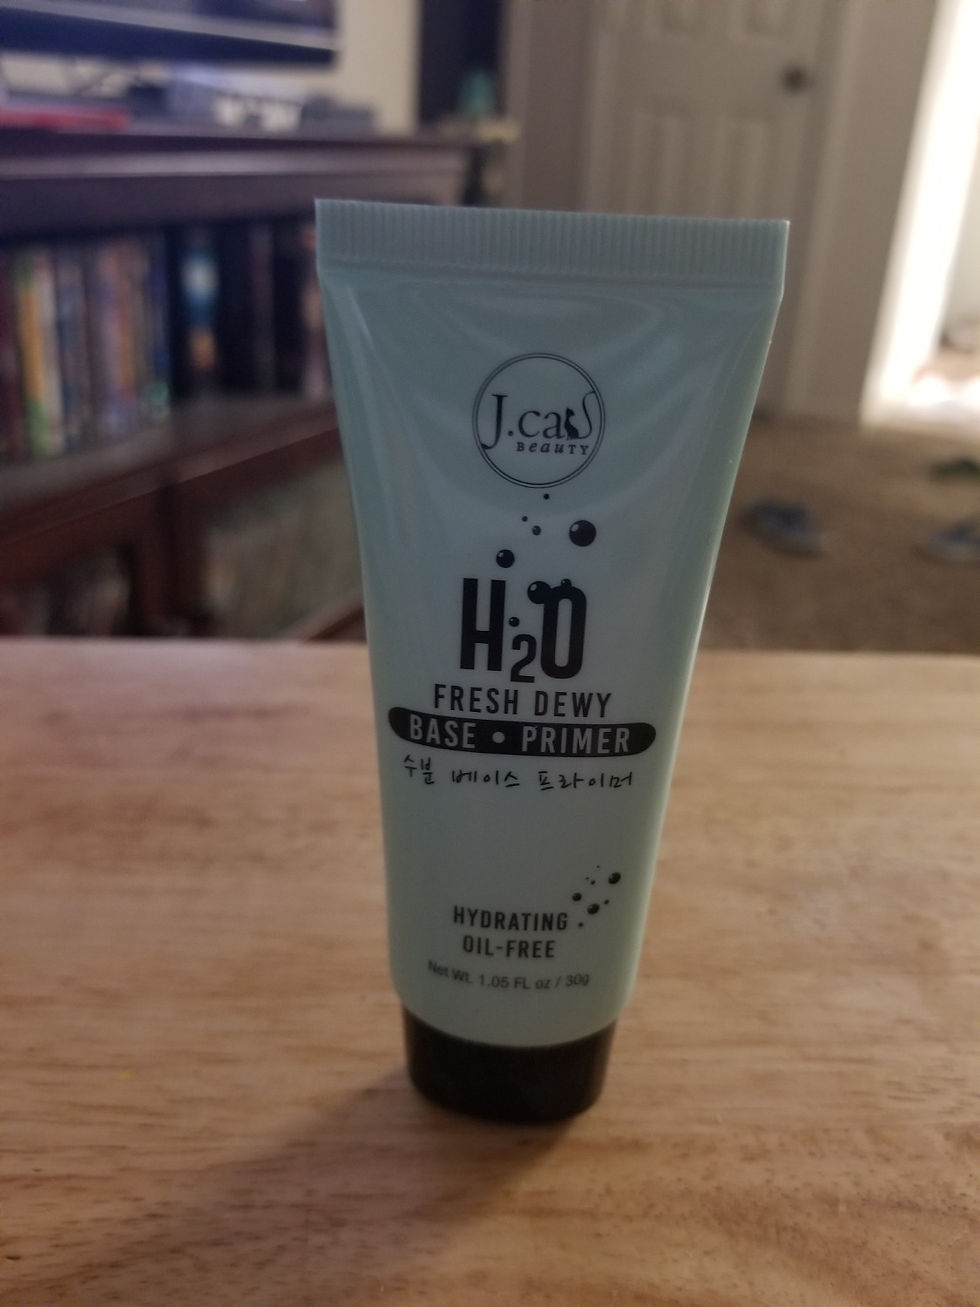 J.cat
BeauTY
H2O
FRESH DEWY
BASE • PRIMER
수분 베이스 프라이머
HYDRATING
OIL-FREE
Net Wt. 1.05 FL oz / 30g